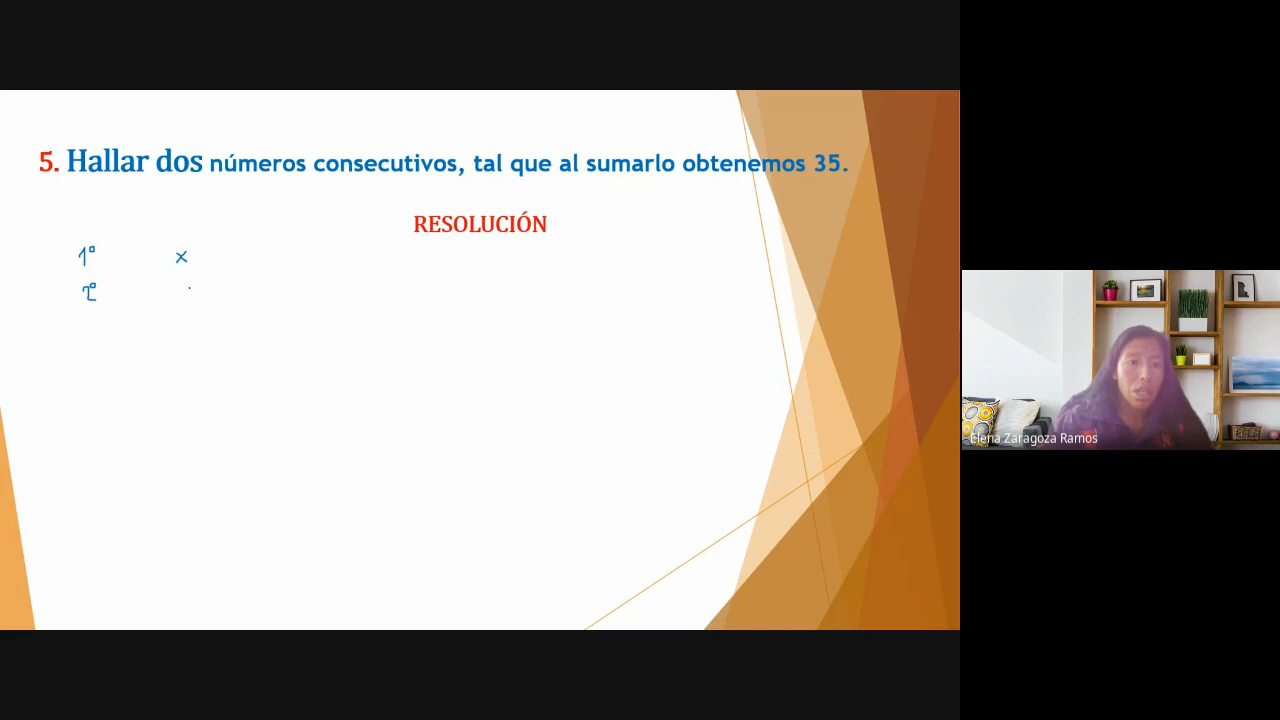 5. Hallar dos números consecutivos, tal que al sumarlo obtenemos 35.
RESOLUCIÓN
1° x
2°
Elena Zaragoza Ramos